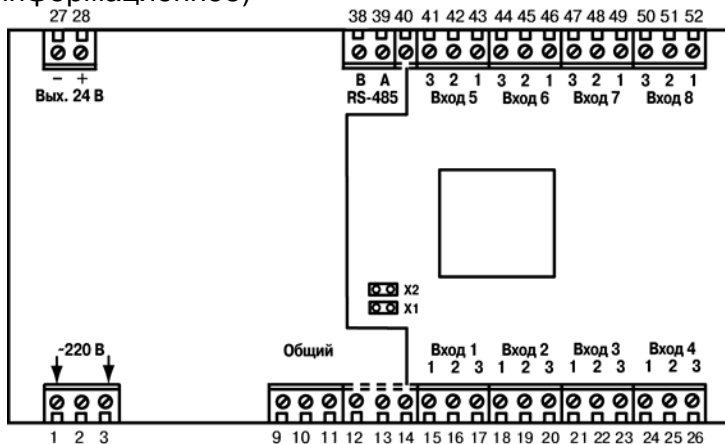 информационное)
27 28 38 39 40 41 42 43 44 45 46 47 48 49 50 51 52
– + B A 3 2 1 3 2 1 3 2 1 3 2 1
Вых. 24 В RS-485 Вход 5 Вход 6 Вход 7 Вход 8
X2
X1
~220 В Общий Вход 1 Вход 2 Вход 3 Вход 4
1 2 3 1 2 3 1 2 3 1 2 3
1 2 3 9 10 11 12 13 14 15 16 17 18 19 20 21 22 23 24 25 26